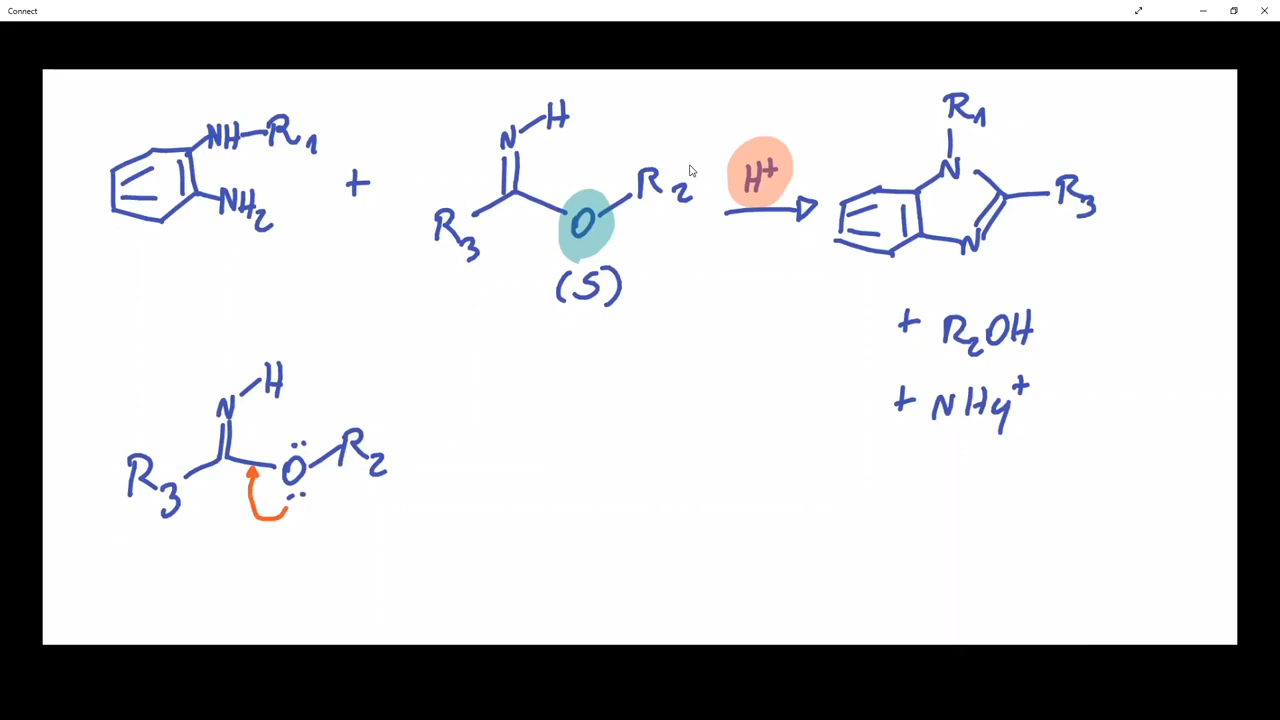 Connect
NH-R1
NH2
+
N-H
R3
O
R2
(S)
H+
R1
N
N
R3
+ R2OH
+ NH4+
N-H
R3
O
R2